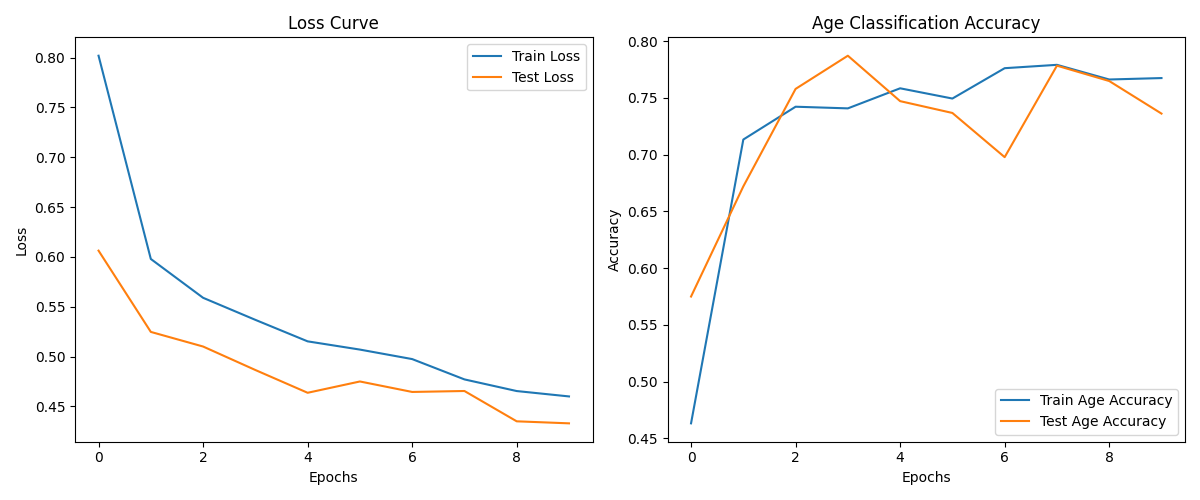 Loss Curve
Train Loss
Test Loss
0.80
0.75
0.70
0.65
0.60
0.55
0.50
0.45
Loss
0 2 4 6 8
Epochs
Age Classification Accuracy
0.80
0.75
0.70
0.65
0.60
0.55
0.50
0.45
Accuracy
Train Age Accuracy
Test Age Accuracy
0 2 4 6 8
Epochs